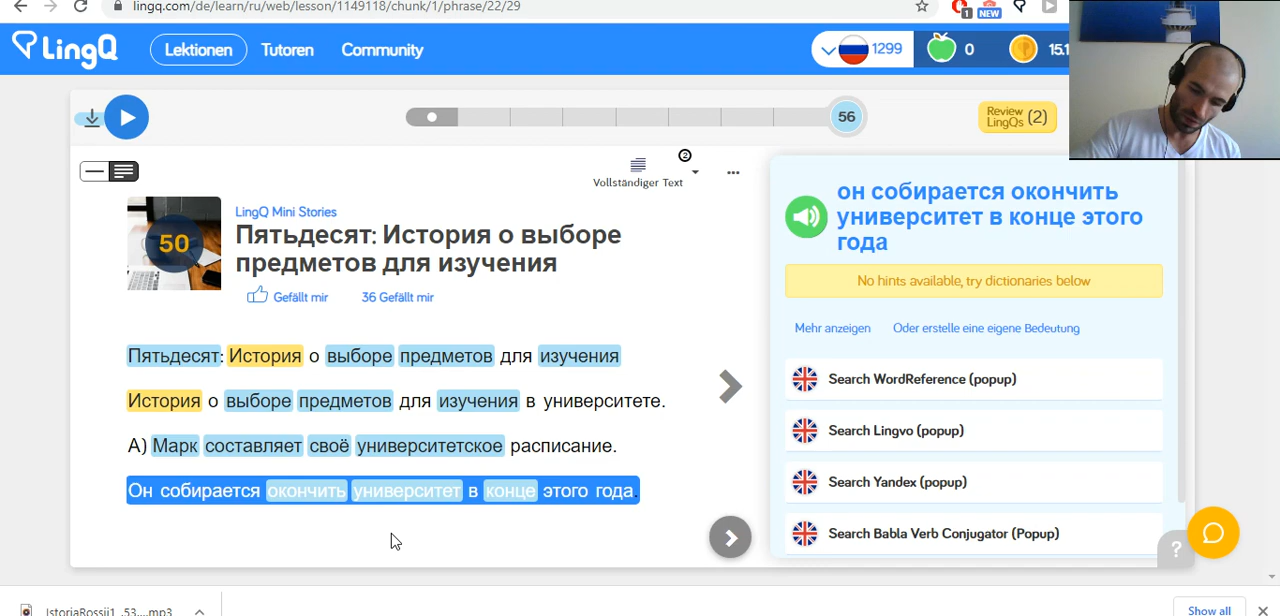 lingq.com/de/learn/ru/web/lesson/1149118/chunk/1/phrase/22/29
1
NEW
LingQ
Lektionen
Tutoren
Community
1299
0
15.1
56
Review
LingQs (2)
2
Vollständiger Text
50
LingQ Mini Stories
Пятьдесят: История о выборе
предметов для изучения
Gefällt mir
36 Gefällt mir
Пятьдесят: История о выборе предметов для изучения
История о выборе предметов для изучения в университете.
А) Марк составляет своё университетское расписание.
Он собирается окончить университет в конце этого года.
он собирается окончить
университет в конце этого
года
No hints available, try dictionaries below
Mehr anzeigen
Oder erstelle eine eigene Bedeutung
Search WordReference (popup)
Search Lingvo (popup)
Search Yandex (popup)
Search Babla Verb Conjugator (Popup)
?
IstoriaRossii1_.53....mp3
Show all